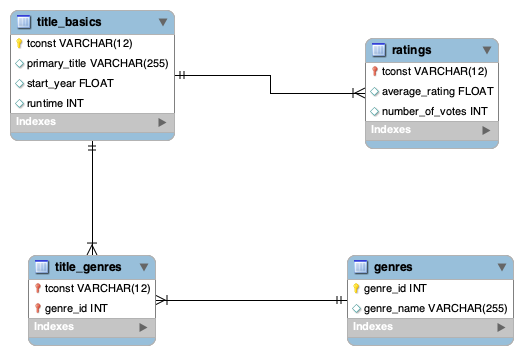 title_basics
tconst VARCHAR(12)
primary_title VARCHAR(255)
start_year FLOAT
runtime INT
Indexes
ratings
tconst VARCHAR(12)
average_rating FLOAT
number_of_votes INT
Indexes
title_genres
tconst VARCHAR(12)
genre_id INT
Indexes
genres
genre_id INT
genre_name VARCHAR(255)
Indexes